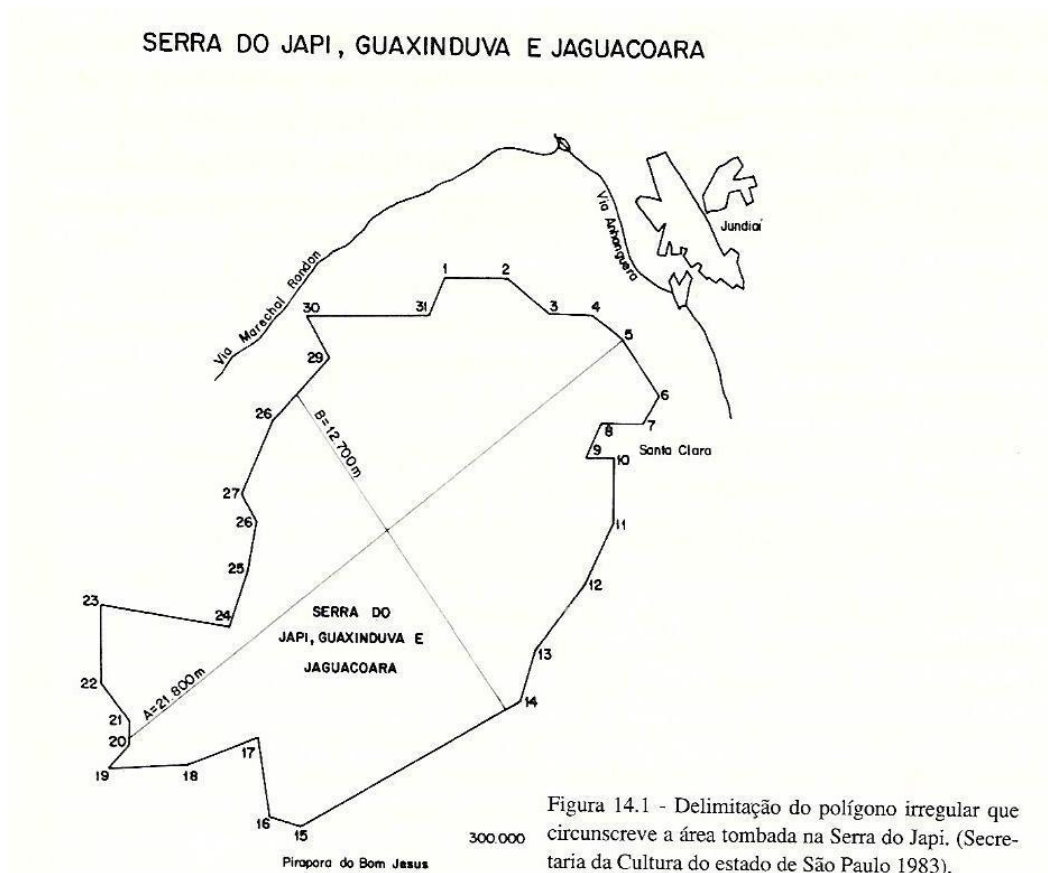 SERRA DO JAPI, GUAXINDUVA E JAGUACOARA
Via Marechal Rondon
Via Anhanguera
Jundiaí
1
2
3
4
5
6
7
8
9
10
11
12
13
14
15
16
17
18
19
20
21
22
23
24
25
26
27
26
29
30
31
Santa Clara
B=12.700m
A=21.800m
SERRA DO
JAPI, GUAXINDUVA E
JAGUACOARA
Pirapora do Bom Jesus
300.000
Figura 14.1 - Delimitação do polígono irregular que
circunscreve a área tombada na Serra do Japi. (Secre-
taria da Cultura do estado de São Paulo 1983).